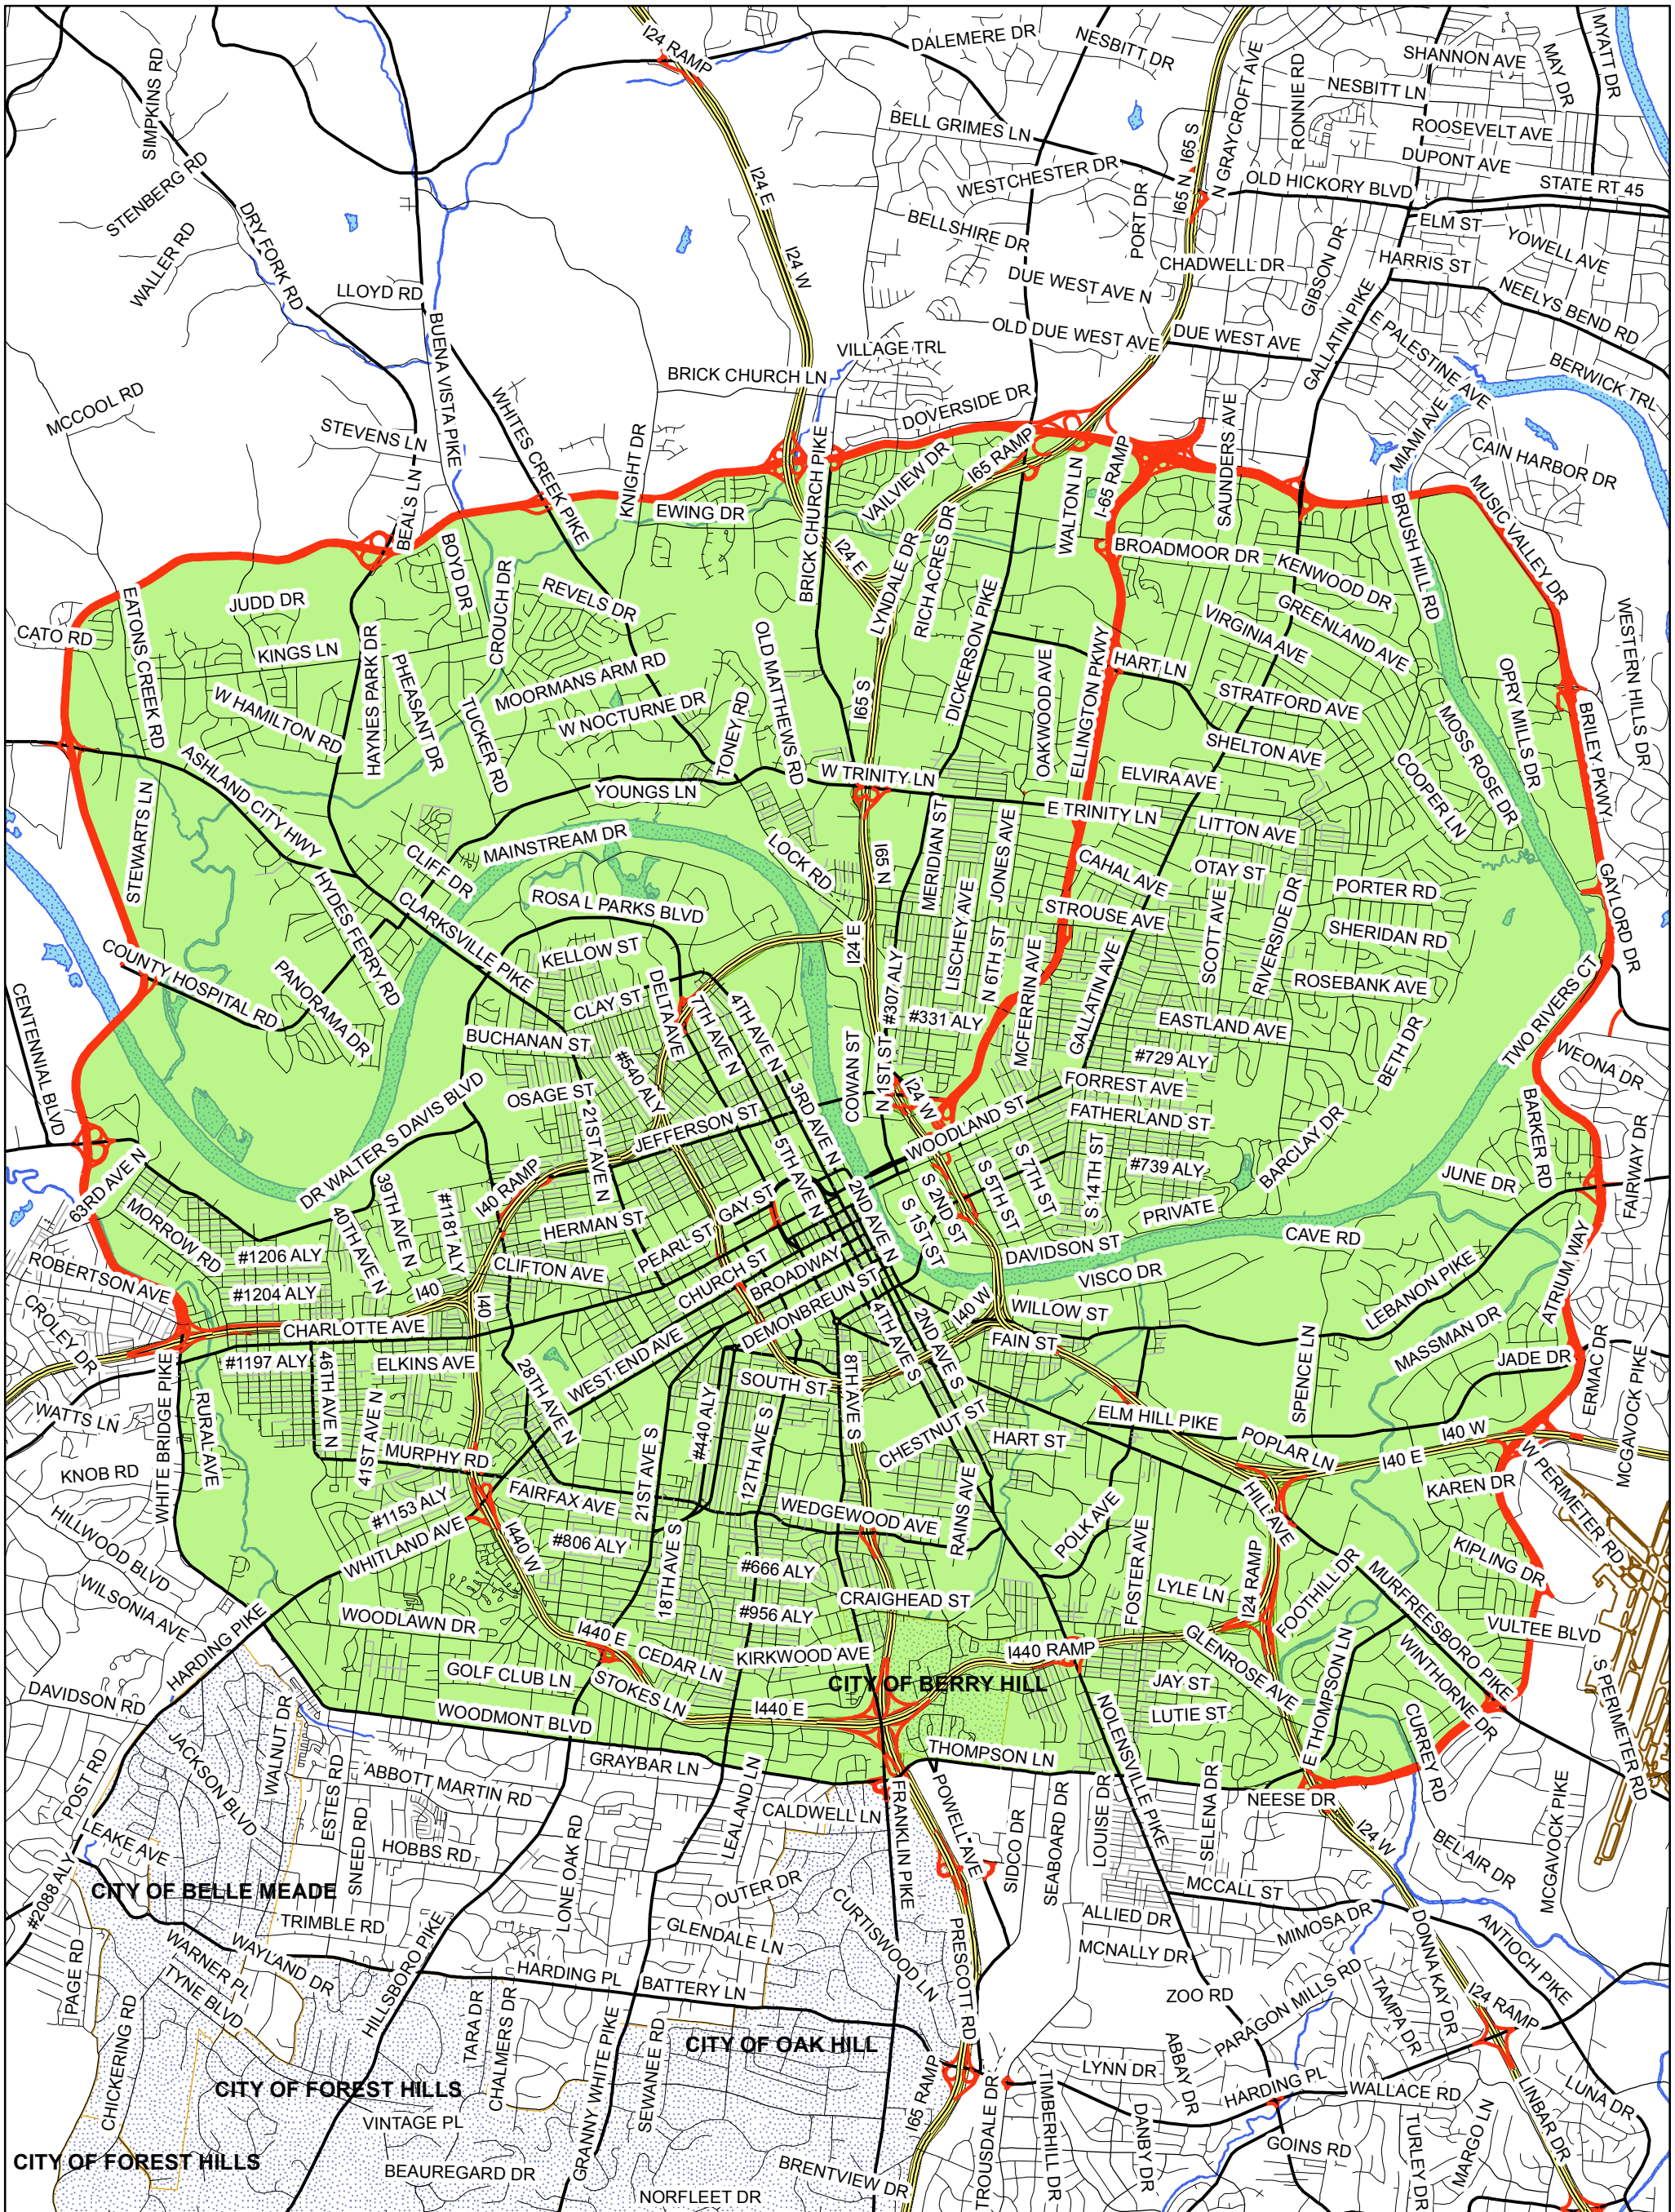 I24 RAMP
DALEMERE DR
NESBITT DR
SHANNON AVE
MAY DR
MYATT DR
SIMPKINS RD
NESBITT LN
RONNIE RD
N GRAYCROFT AVE
BELL GRIMES LN
ROOSEVELT AVE
DUPONT AVE
I65 S
I65 N
WESTCHESTER DR
OLD HICKORY BLVD
STATE RT 45
STENBERG RD
I24 E
ELM ST
YOWELL AVE
DRY FORK RD
BELLSHIRE DR
PORT DR
WALLER RD
I24 W
CHADWELL DR
GIBSON DR
HARRIS ST
DUE WEST AVE N
NEELYS BEND RD
LLOYD RD
BUENA VISTA PIKE
OLD DUE WEST AVE
DUE WEST AVE
GALLATIN PIKE
E PALESTINE AVE
VILLAGE TRL
BERWICK TRL
BRICK CHURCH LN
MCCOOL RD
WHITES CREEK PIKE
DOVERSIDE DR
SAUNDERS AVE
MIAMI AVE
STEVENS LN
CAIN HARBOR DR
BEALS LN
KNIGHT DR
BRICK CHURCH PIKE
VAILVIEW DR
I65 RAMP
WALTON LN
I-65 RAMP
EWING DR
BRUSH HILL RD
MUSIC VALLEY DR
BOYD DR
I24 E
LYNDALE DR
RICH ACRES DR
BROADMOOR DR
KENWOOD DR
EATONS CREEK RD
JUDD DR
CROUCH DR
REVELS DR
DICKERSON PIKE
GREENLAND AVE
VIRGINIA AVE
WESTERN HILLS DR
CATO RD
KINGS LN
HAYNES PARK DR
PHEASANT DR
OLD MATTHEWS RD
OAKWOOD AVE
ELLINGTON PKWY
HART LN
MOORMANS ARM RD
W HAMILTON RD
TUCKER RD
W NOCTURNE DR
TONEY RD
I65 S
STRATFORD AVE
OPRY MILLS DR
MOSS ROSE DR
BRILEY PKWY
SHELTON AVE
COOPER LN
ASHLAND CITY HWY
STEWARTS LN
YOUNGS LN
W TRINITY LN
ELVIRA AVE
E TRINITY LN
MAINSTREAM DR
LOCK RD
I65 N
MERIDIAN ST
JONES AVE
LITTON AVE
CLIFF DR
CAHAL AVE
OTAY ST
PORTER RD
GAYLORD DR
HYDES FERRY RD
CLARKSVILLE PIKE
ROSA L PARKS BLVD
LISCHEY AVE
STROUSE AVE
SCOTT AVE
RIVERSIDE DR
SHERIDAN RD
KELLOW ST
I24 E
COUNTY HOSPITAL RD
PANORAMA DR
#307 ALY
N 6TH ST
MCFERRIN AVE
GALLATIN AVE
ROSEBANK AVE
TWO RIVERS CT
CENTENNIAL BLVD
CLAY ST
DELTA AVE
7TH AVE N
4TH AVE N
#331 ALY
EASTLAND AVE
BUCHANAN ST
#540 ALY
COWAN ST
N 1ST ST
#729 ALY
BETH DR
WEONA DR
OSAGE ST
21ST AVE N
3RD AVE N
I24 W
FORREST AVE
FATHERLAND ST
BARKER RD
FAIRWAY DR
DR WALTER S DAVIS BLVD
JEFFERSON ST
WOODLAND ST
63RD AVE N
5TH AVE N
S 7TH ST
S 5TH ST
S 14TH ST
#739 ALY
BARCLAY DR
JUNE DR
MORROW RD
39TH AVE N
40TH AVE N
#1181 ALY
I40 RAMP
HERMAN ST
GAY ST
2ND AVE N
S 2ND ST
S 1ST ST
PRIVATE
ROBERTSON AVE
#1206 ALY
#1204 ALY
CLIFTON AVE
PEARL ST
CHURCH ST
BROADWAY
DAVIDSON ST
CAVE RD
VISCO DR
LEBANON PIKE
ATRIUM WAY
CROLEY DR
I40
I40
CHARLOTTE AVE
DEMONBREUN ST
4TH AVE S
2ND AVE S
I40 W
WILLOW ST
FAIN ST
MASSMAN DR
#1197 ALY
46TH AVE N
ELKINS AVE
28TH AVE N
WEST END AVE
SOUTH ST
8TH AVE S
SPENCE LN
JADE DR
ERMAC DR
WATTS LN
WHITE BRIDGE PIKE
RURAL AVE
41ST AVE N
#440 ALY
12TH AVE S
CHESTNUT ST
HART ST
ELM HILL PIKE
MCGAVOCK PIKE
KNOB RD
MURPHY RD
21ST AVE S
POPLAR LN
I40 W
I40 E
KAREN DR
W PERIMETER RD
#1153 ALY
FAIRFAX AVE
WEDGEWOOD AVE
RAINS AVE
HILL AVE
HILLWOOD BLVD
WHITLAND AVE
I440 W
#806 ALY
POLK AVE
FOSTER AVE
KIPLING DR
WILSONIA AVE
18TH AVE S
#666 ALY
CRAIGHEAD ST
LYLE LN
I24 RAMP
FOOTHILL DR
MURFREESBORO PIKE
VULTEE BLVD
WOODLAWN DR
#956 ALY
HARDING PIKE
I440 E
CEDAR LN
KIRKWOOD AVE
I440 RAMP
GLENROSE AVE
E THOMPSON LN
WINTHORNE DR
GOLF CLUB LN
STOKES LN
CITY OF BERRY HILL
JAY ST
S PERIMETER RD
DAVIDSON RD
WALNUT DR
WOODMONT BLVD
I440 E
LUTIE ST
CURREY RD
JACKSON BLVD
GRAYBAR LN
THOMPSON LN
NOLENSVILLE PIKE
POST RD
ESTES RD
ABBOTT MARTIN RD
LEALAND LN
CALDWELL LN
FRANKLIN PIKE
POWELL AVE
SIDCO DR
SEABOARD DR
LOUISE DR
SELENA DR
NEESE DR
I24 W
MCGAVOCK PIKE
LEAKE AVE
SNEED RD
HOBBS RD
LONE OAK RD
BEL AIR DR
#2088 ALY
CITY OF BELLE MEADE
OUTER DR
CURTISWOOD LN
MCCALL ST
TRIMBLE RD
ALLIED DR
MIMOSA DR
DONNA KAY DR
ANTIOCH PIKE
PAGE RD
WARNER PL
WAYLAND DR
HILLSBORO PIKE
GLENDALE LN
PRESCOTT RD
MCNALLY DR
TYNE BLVD
HARDING PL
BATTERY LN
ZOO RD
PARAGON MILLS RD
TAMPA DR
I24 RAMP
CHICKERING RD
TARA DR
CHALMERS DR
GRANNY WHITE PIKE
SEWANEE RD
CITY OF OAK HILL
I65 RAMP
TROUSDALE DR
TIMBERHILL DR
LYNN DR
ABBAY DR
HARDING PL
WALLACE RD
LINBAR DR
LUNA DR
CITY OF FOREST HILLS
VINTAGE PL
DANBY DR
TURLEY DR
MARGO LN
CITY OF FOREST HILLS
GOINS RD
BEAUREGARD DR
BRENTVIEW DR
NORFLEET DR